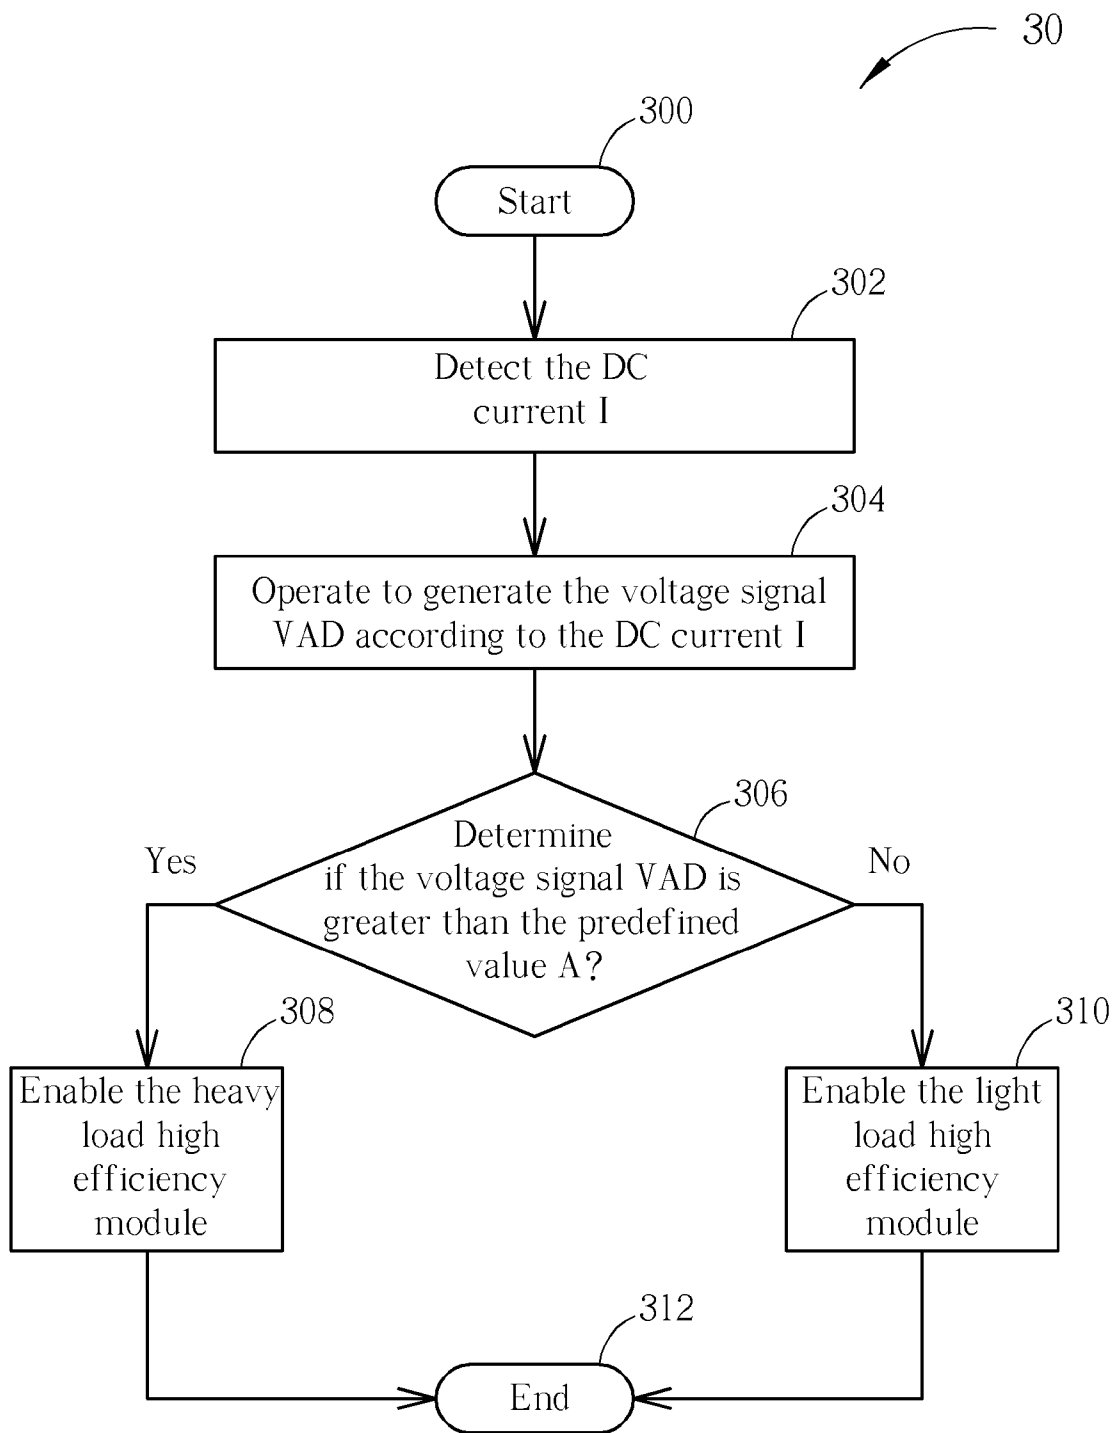 30
300
Start
302
Detect the DC
current I
304
Operate to generate the voltage signal
VAD according to the DC current I
306
Determine
if the voltage signal VAD is
greater than the predefined
value A?
Yes
No
308
Enable the heavy
load high
efficiency
module
310
Enable the light
load high
efficiency
module
312
End